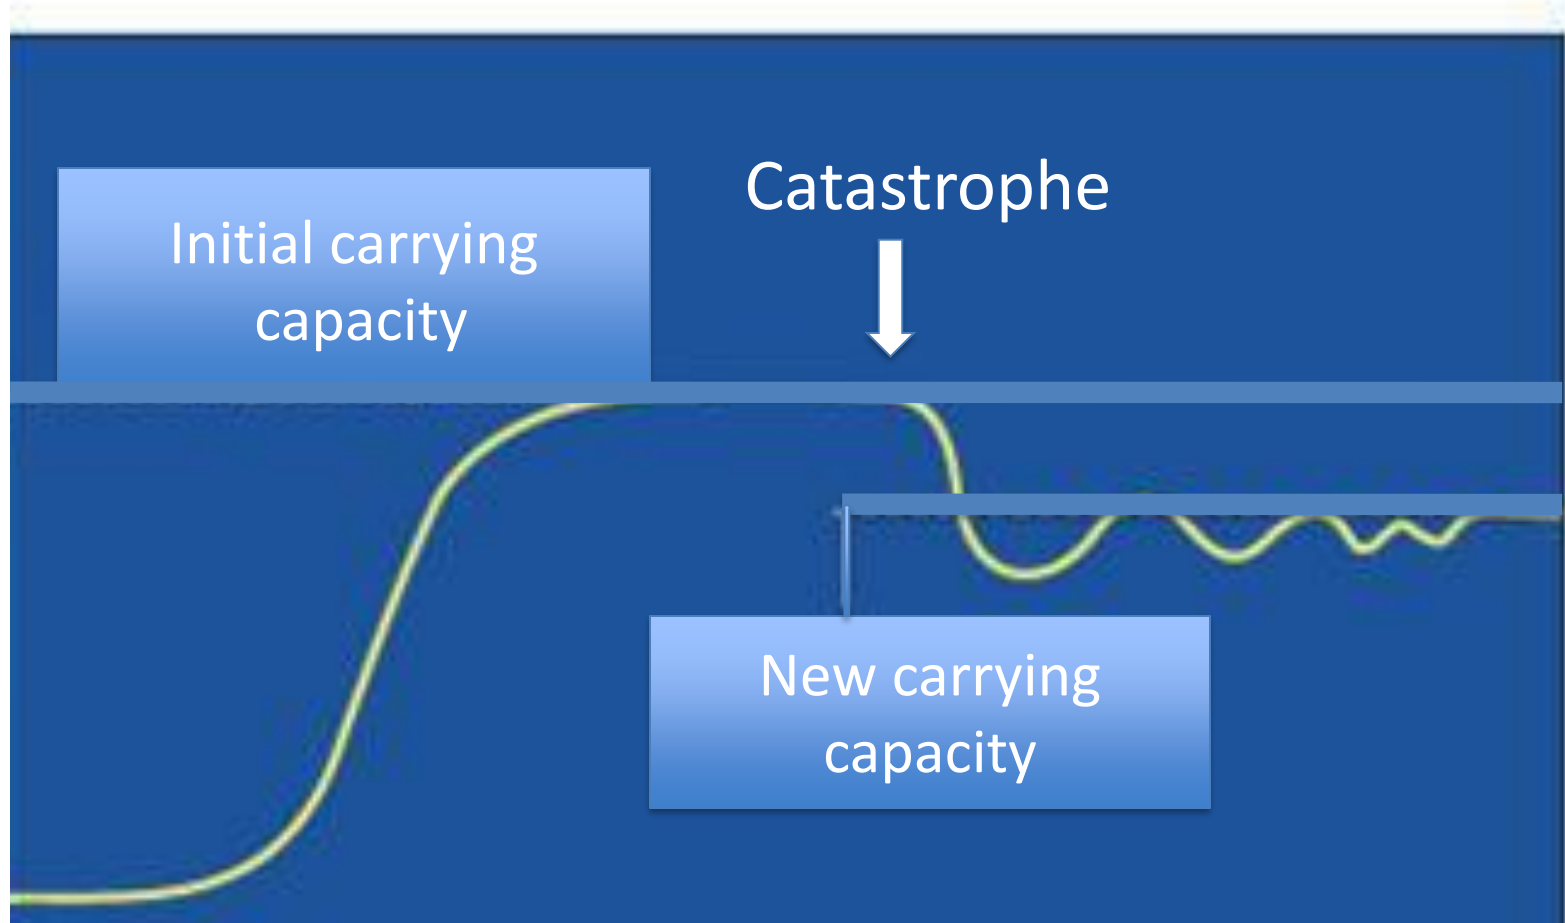 Catastrophe
Initial carrying
capacity
New carrying
capacity